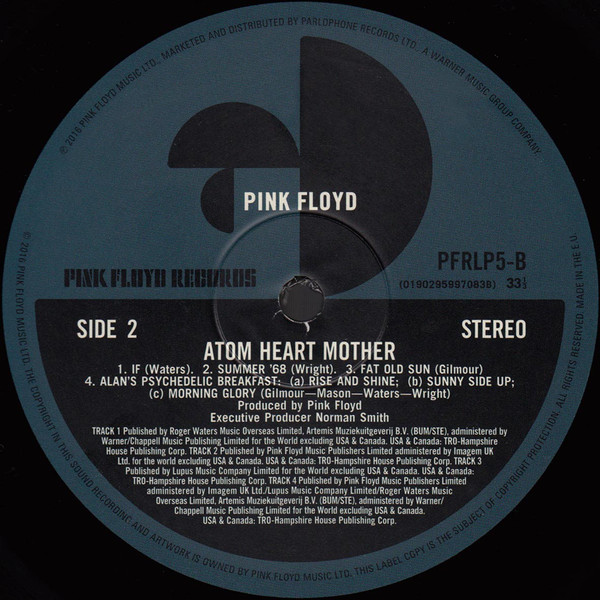 ℗ 2016 PINK FLOYD MUSIC LTD., MARKETED AND DISTRIBUTED BY PARLOPHONE RECORDS LTD., A WARNER MUSIC GROUP COMPANY.
PINK FLOYD
PINK FLOYD RECORDS
PFRLP5-B
(0190295997083B) 33⅓
SIDE 2
STEREO
ATOM HEART MOTHER
1. IF (Waters). 2. SUMMER '68 (Wright). 3. FAT OLD SUN (Gilmour)
4. ALAN'S PSYCHEDELIC BREAKFAST: (a) RISE AND SHINE; (b) SUNNY SIDE UP;
(c) MORNING GLORY (Gilmour—Mason—Waters—Wright)
Produced by Pink Floyd
Executive Producer Norman Smith
TRACK 1 Published by Roger Waters Music Overseas Limited, Artemis Muziekuitgeverij B.V. (BUM/STE), administered by
Warner/Chappell Music Publishing Limited for the world excluding USA & Canada. USA & Canada: TRO-Hampshire
House Publishing Corp. TRACK 2 Published by Pink Floyd Music Publishers Limited administered by Imagem UK
Ltd. for the world excluding USA & Canada. USA & Canada: TRO-Hampshire House Publishing Corp. TRACK 3
Published by Lupus Music Company Limited for the World excluding USA & Canada. USA & Canada:
TRO-Hampshire House Publishing Corp. TRACK 4 Published by Pink Floyd Music Publishers Limited
administered by Imagem UK Ltd./Lupus Music Company Limited/Roger Waters Music
Overseas Limited, Artemis Muziekuitgeverij B.V. (BUM/STE), administered by Warner/
Chappell Music Publishing Limited for the world excluding USA & Canada.
USA & Canada: TRO-Hampshire House Publishing Corp.
© 2016 PINK FLOYD MUSIC LTD. THE COPYRIGHT IN THIS SOUND RECORDING AND ARTWORK IS OWNED BY PINK FLOYD MUSIC LTD. THIS LABEL COPY IS THE SUBJECT OF COPYRIGHT PROTECTION. ALL RIGHTS RESERVED. MADE IN THE E.U.